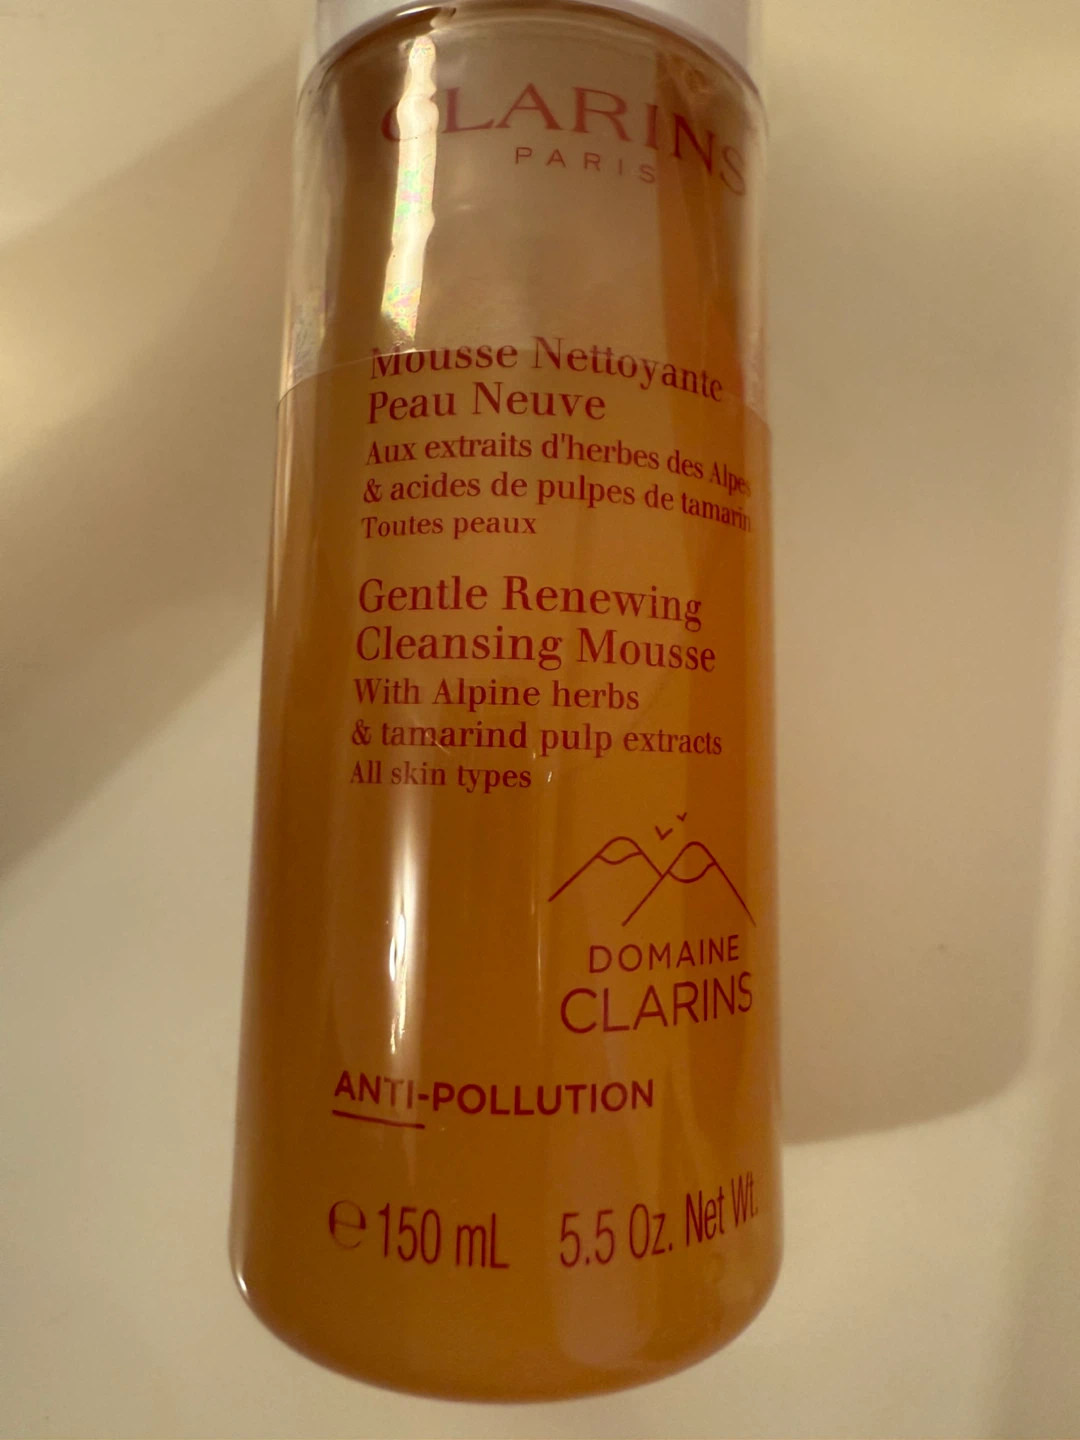 CLARINS
PARIS
Mousse Nettoyante
Peau Neuve
Aux extraits d'herbes des Alpes
& acides de pulpes de tamarin
Toutes peaux
Gentle Renewing
Cleansing Mousse
With Alpine herbs
& tamarind pulp extracts
All skin types
DOMAINE
CLARINS
ANTI-POLLUTION
℮ 150 mL 5.5 Oz. Net Wt.